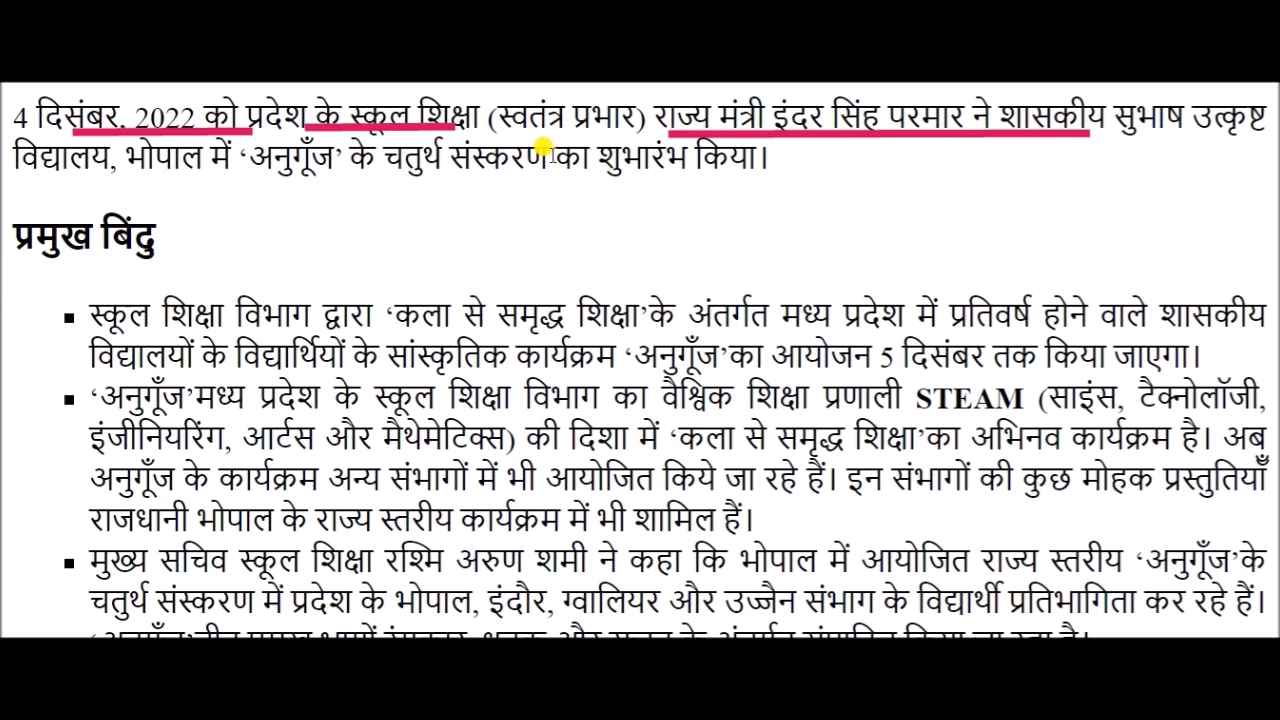 4 दिसंबर, 2022 को प्रदेश के स्कूल शिक्षा (स्वतंत्र प्रभार) राज्य मंत्री इंदर सिंह परमार ने शासकीय सुभाष उत्कृष्ट
विद्यालय, भोपाल में ‘अनुगूँज’ के चतुर्थ संस्करण का शुभारंभ किया।
प्रमुख बिंदु
▪ स्कूल शिक्षा विभाग द्वारा ‘कला से समृद्ध शिक्षा’के अंतर्गत मध्य प्रदेश में प्रतिवर्ष होने वाले शासकीय
विद्यालयों के विद्यार्थियों के सांस्कृतिक कार्यक्रम ‘अनुगूँज’का आयोजन 5 दिसंबर तक किया जाएगा।
▪ ‘अनुगूँज’मध्य प्रदेश के स्कूल शिक्षा विभाग का वैश्विक शिक्षा प्रणाली STEAM (साइंस, टैक्नोलॉजी,
इंजीनियरिंग, आर्टस और मैथेमेटिक्स) की दिशा में ‘कला से समृद्ध शिक्षा’का अभिनव कार्यक्रम है। अब
अनुगूँज के कार्यक्रम अन्य संभागों में भी आयोजित किये जा रहे हैं। इन संभागों की कुछ मोहक प्रस्तुतियाँ
राजधानी भोपाल के राज्य स्तरीय कार्यक्रम में भी शामिल हैं।
▪ मुख्य सचिव स्कूल शिक्षा रश्मि अरुण शमी ने कहा कि भोपाल में आयोजित राज्य स्तरीय ‘अनुगूँज’के
चतुर्थ संस्करण में प्रदेश के भोपाल, इंदौर, ग्वालियर और उज्जैन संभाग के विद्यार्थी प्रतिभागिता कर रहे हैं।